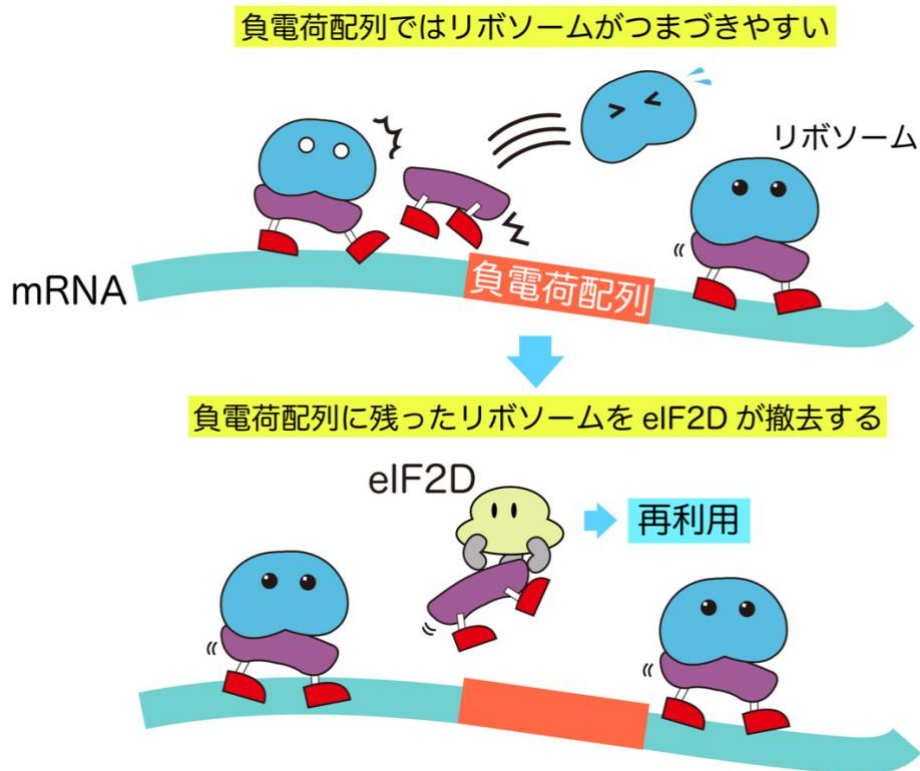 負電荷配列ではリボソームがつまづきやすい
リボソーム
mRNA
負電荷配列
負電荷配列に残ったリボソームを eIF2D が撤去する
eIF2D
再利用